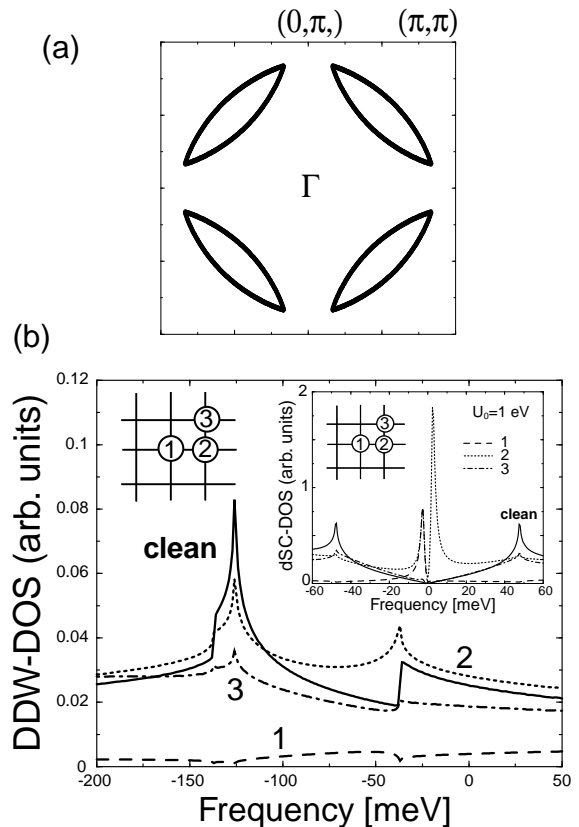 (a)
(0,π,) (π,π)
Γ
(b)
DDW-DOS (arb. units)
0.12
0.1
0.08
0.06
0.04
0.02
0
-200 -150 -100 -50 0 50
Frequency [meV]
clean
1
2
3
1 2
3
dSC-DOS (arb. units)
2
1
0
-60 -40 -20 0 20 40 60
Frequency [meV]
U₀=1 eV
1
2
3
clean
3
1 2